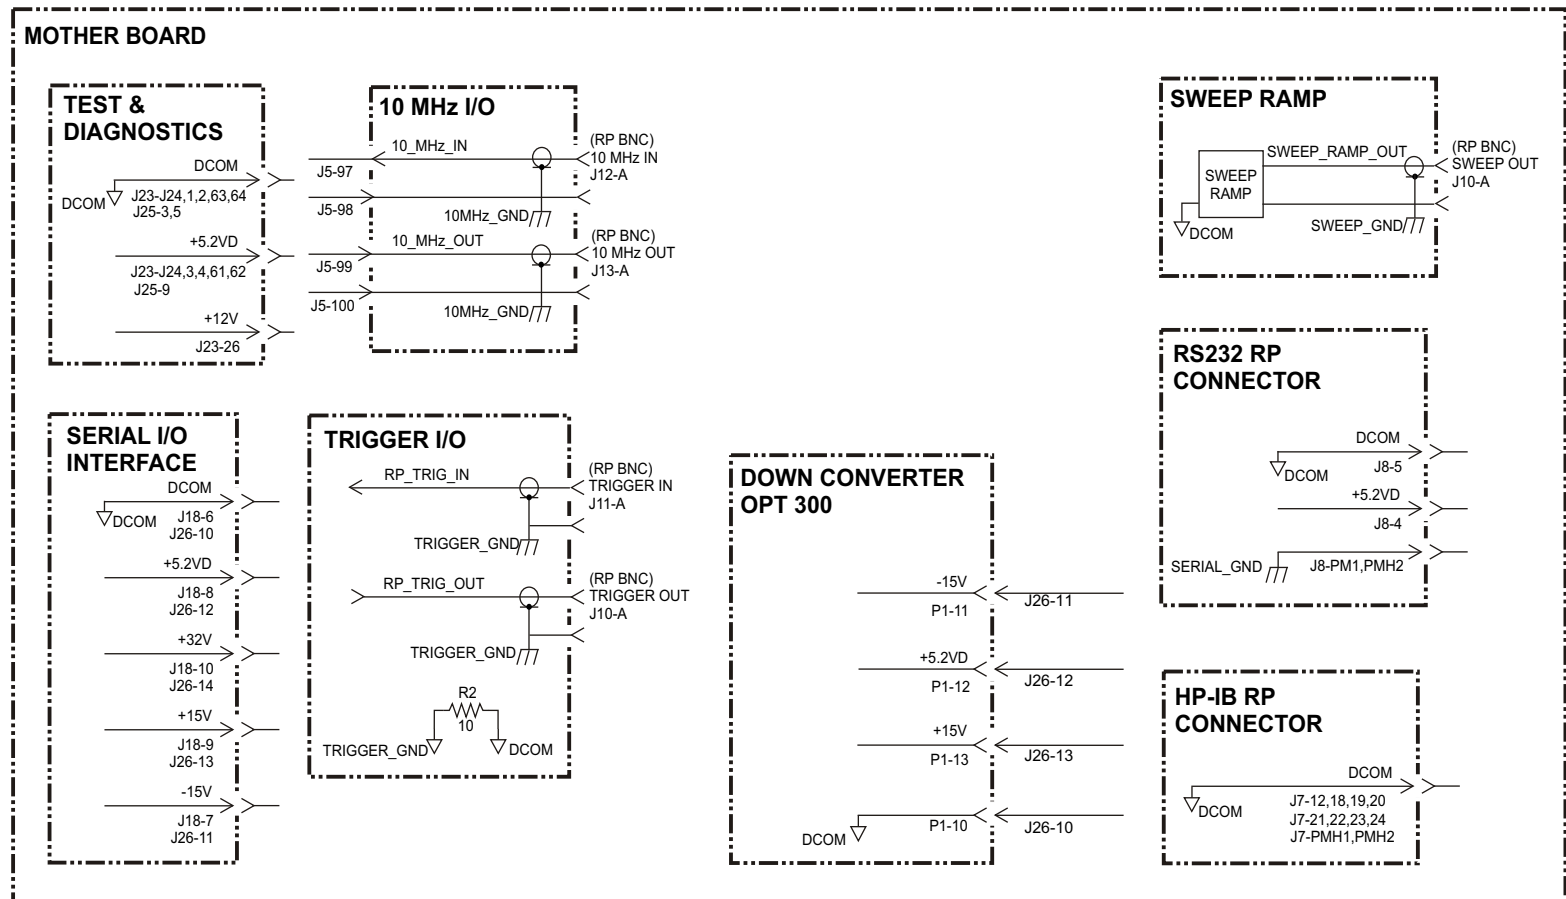 MOTHER BOARD
TEST &
DIAGNOSTICS
DCOM
DCOM
J23-J24,1,2,63,64
J25-3,5
+5.2VD
J23-J24,3,4,61,62
J25-9
+12V
J23-26
10 MHz I/O
10_MHz_IN
J5-97
(RP BNC)
10 MHz IN
J12-A
J5-98
10MHz_GND
10_MHz_OUT
J5-99
(RP BNC)
10 MHz OUT
J13-A
J5-100
10MHz_GND
SWEEP RAMP
SWEEP_RAMP_OUT
SWEEP
RAMP
(RP BNC)
SWEEP OUT
J10-A
DCOM
SWEEP_GND
SERIAL I/O
INTERFACE
DCOM
DCOM
J18-6
J26-10
+5.2VD
J18-8
J26-12
+32V
J18-10
J26-14
+15V
J18-9
J26-13
-15V
J18-7
J26-11
TRIGGER I/O
RP_TRIG_IN
(RP BNC)
TRIGGER IN
J11-A
TRIGGER_GND
RP_TRIG_OUT
(RP BNC)
TRIGGER OUT
J10-A
TRIGGER_GND
R2
10
TRIGGER_GND
DCOM
DOWN CONVERTER
OPT 300
-15V
P1-11
J26-11
+5.2VD
P1-12
J26-12
+15V
P1-13
J26-13
DCOM
P1-10
J26-10
RS232 RP
CONNECTOR
DCOM
DCOM
J8-5
+5.2VD
J8-4
SERIAL_GND
J8-PM1,PMH2
HP-IB RP
CONNECTOR
DCOM
DCOM
J7-12,18,19,20
J7-21,22,23,24
J7-PMH1,PMH2